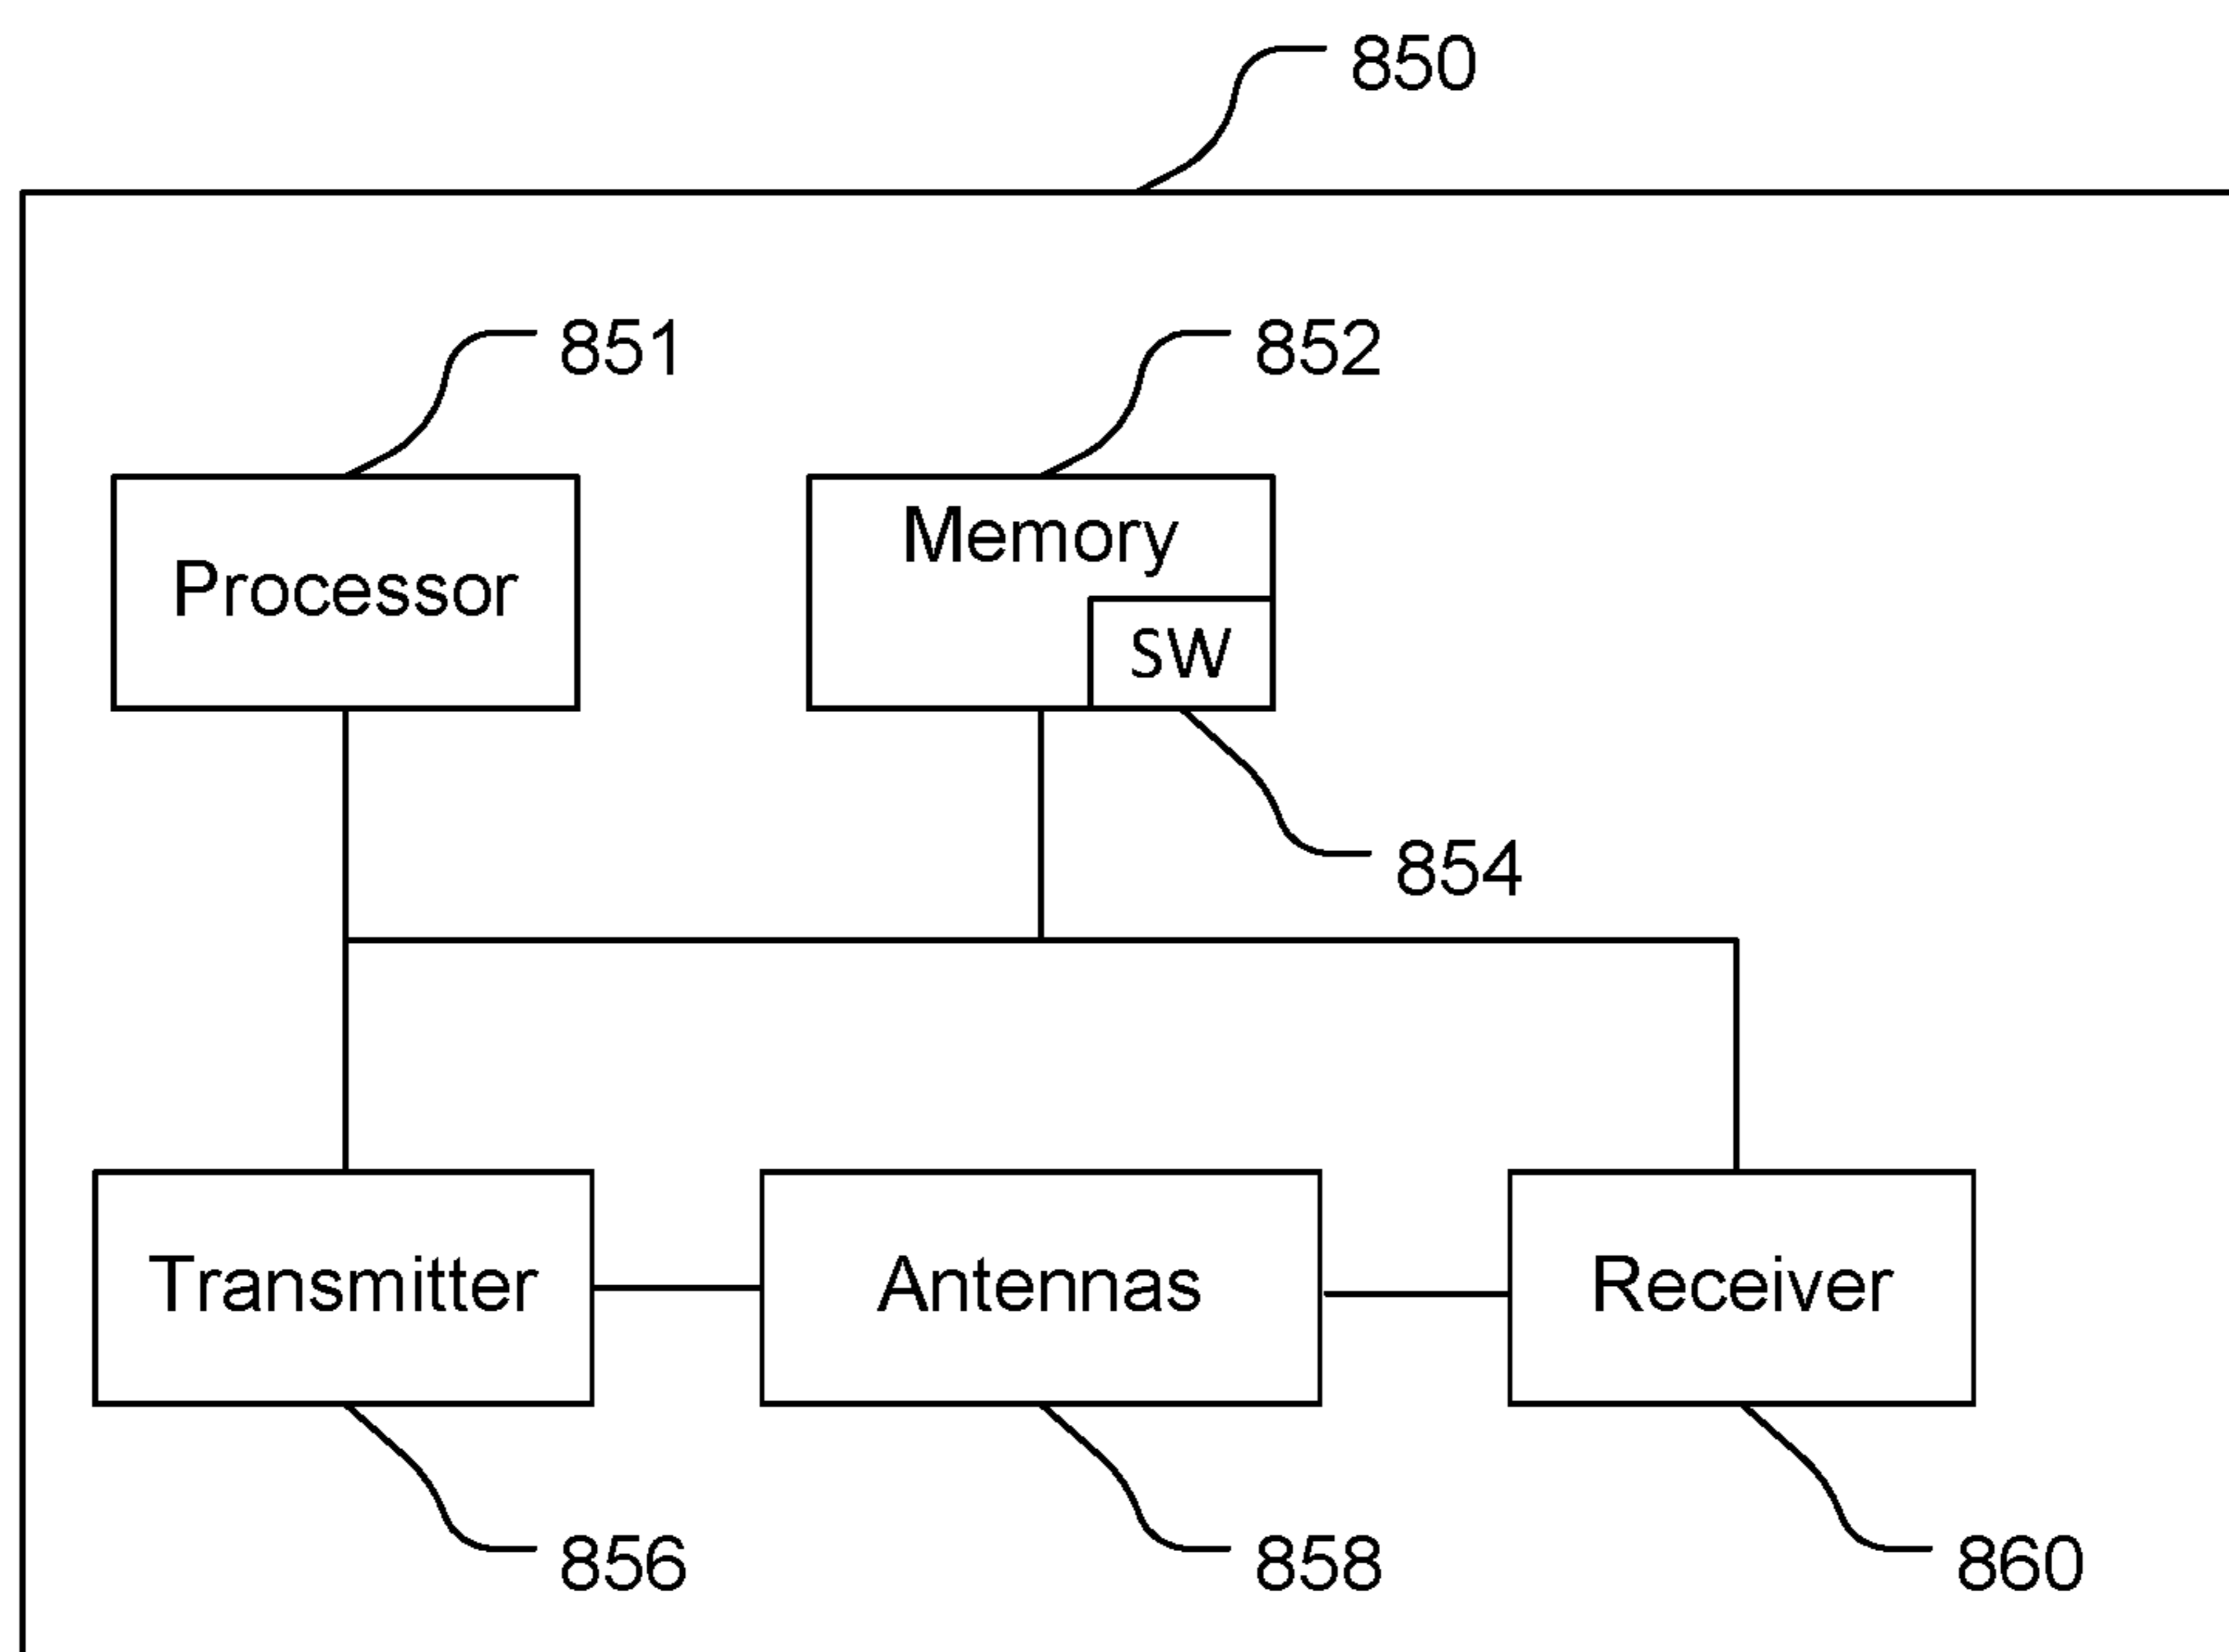 850
851
852
Processor
Memory
SW
854
Transmitter
Antennas
Receiver
856
858
860